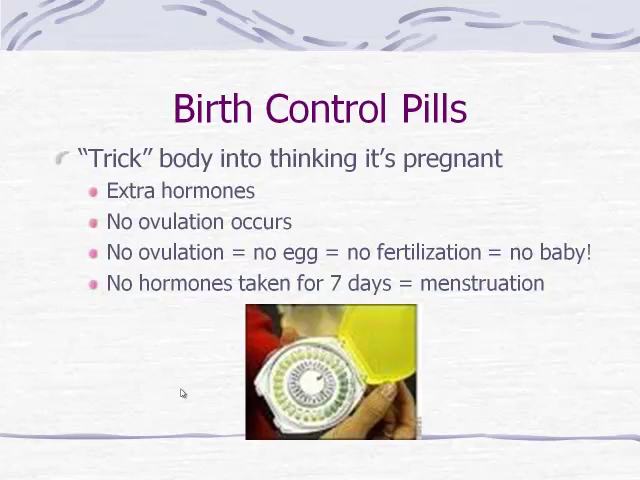 Birth Control Pills
“Trick” body into thinking it’s pregnant
Extra hormones
No ovulation occurs
No ovulation = no egg = no fertilization = no baby!
No hormones taken for 7 days = menstruation